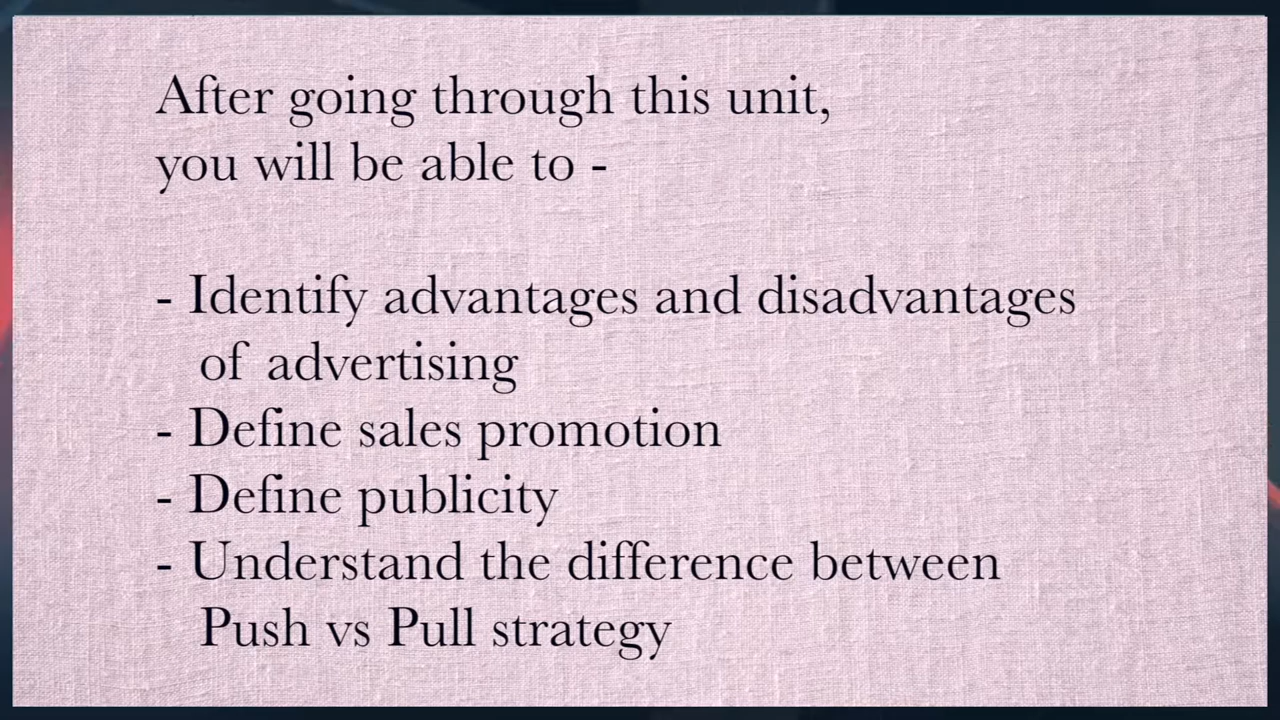 After going through this unit,
you will be able to -
- Identify advantages and disadvantages
of advertising
- Define sales promotion
- Define publicity
- Understand the difference between
Push vs Pull strategy